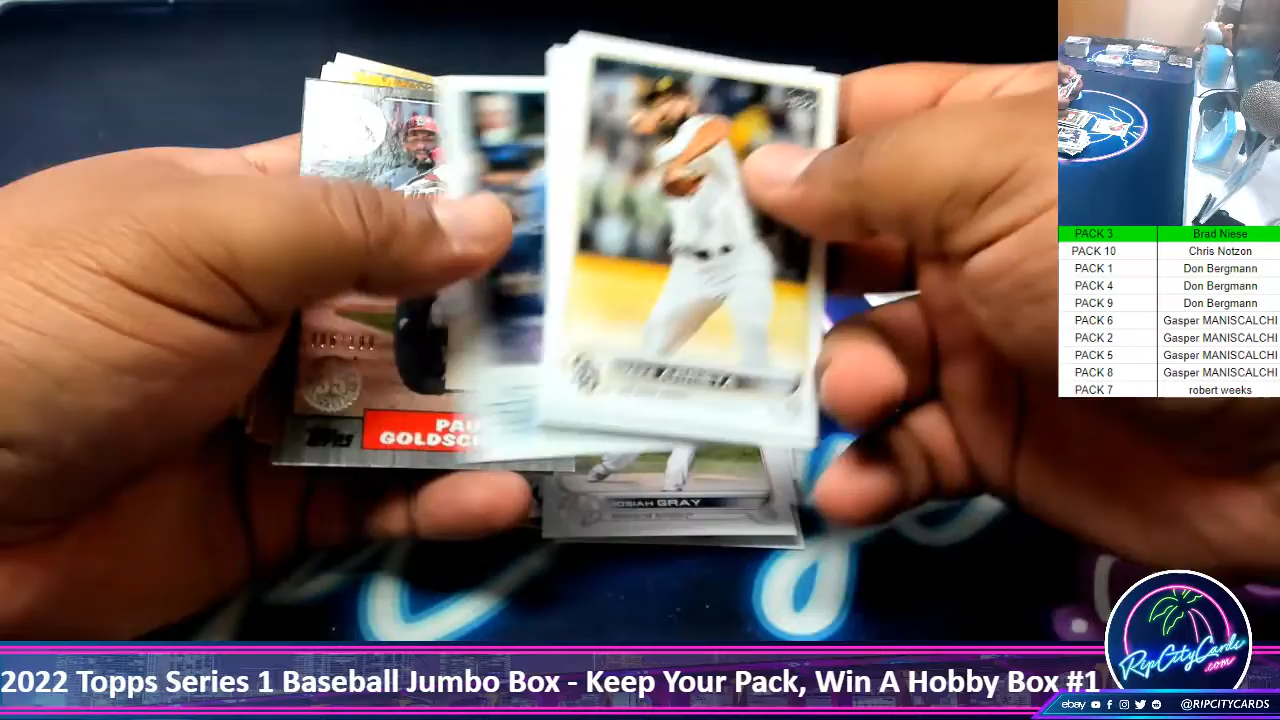 PAUL
GOLDSC
Topps
35
JOSIAH GRAY
PACK 3 Brad Niese
PACK 10 Chris Notzon
PACK 1 Don Bergmann
PACK 4 Don Bergmann
PACK 9 Don Bergmann
PACK 6 Gasper MANISCALCHI
PACK 2 Gasper MANISCALCHI
PACK 5 Gasper MANISCALCHI
PACK 8 Gasper MANISCALCHI
PACK 7 robert weeks
2022 Topps Series 1 Baseball Jumbo Box - Keep Your Pack, Win A Hobby Box #1
RipCityCards
.com
ebay @RIPCITYCARDS